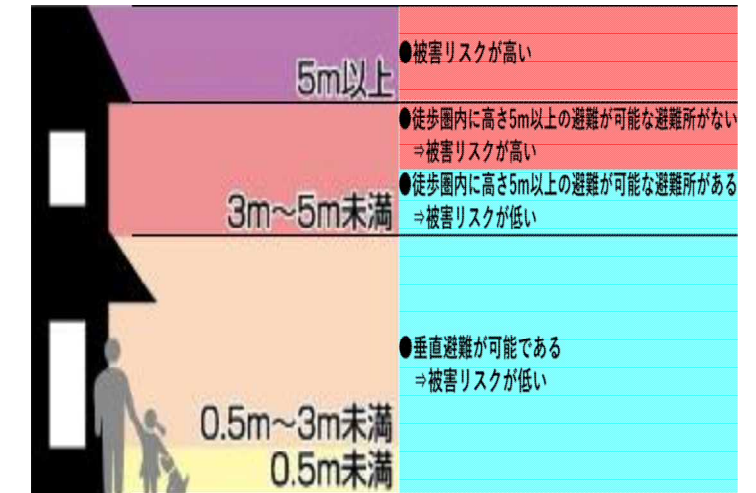 5m以上
●被害リスクが高い
●徒歩圏内に高さ5m以上の避難が可能な避難所がない
⇒被害リスクが高い
3m～5m未満
●徒歩圏内に高さ5m以上の避難が可能な避難所がある
⇒被害リスクが低い
0.5m～3m未満
0.5m未満
●垂直避難が可能である
⇒被害リスクが低い